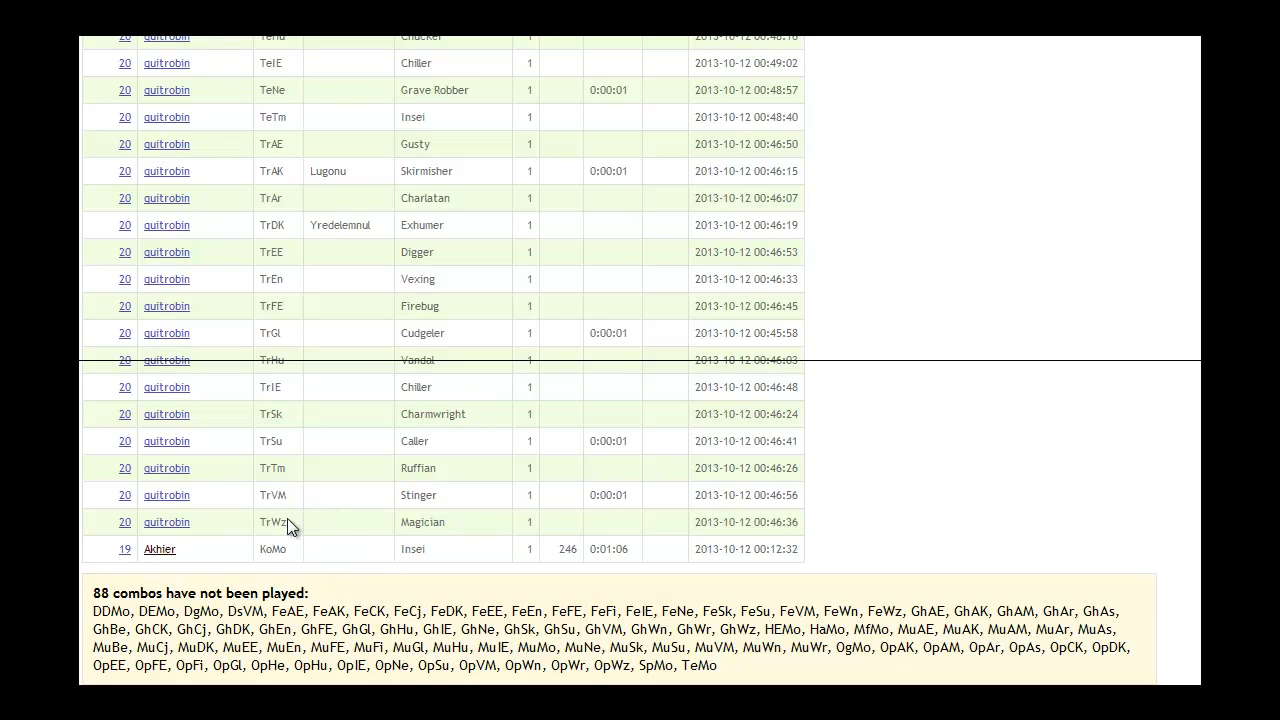 20 quitrobin TeHu Chucker 1 2013-10-12 00:48:16
20 quitrobin TeIE Chiller 1 2013-10-12 00:49:02
20 quitrobin TeNe Grave Robber 1 0:00:01 2013-10-12 00:48:57
20 quitrobin TeTm Insei 1 2013-10-12 00:48:40
20 quitrobin TrAE Gusty 1 2013-10-12 00:46:50
20 quitrobin TrAK Lugonu Skirmisher 1 0:00:01 2013-10-12 00:46:15
20 quitrobin TrAr Charlatan 1 2013-10-12 00:46:07
20 quitrobin TrDK Yredelemnul Exhumer 1 2013-10-12 00:46:19
20 quitrobin TrEE Digger 1 2013-10-12 00:46:53
20 quitrobin TrEn Vexing 1 2013-10-12 00:46:33
20 quitrobin TrFE Firebug 1 2013-10-12 00:46:45
20 quitrobin TrGl Cudgeler 1 0:00:01 2013-10-12 00:45:58
20 quitrobin TrHu Vandal 1 2013-10-12 00:46:03
20 quitrobin TrIE Chiller 1 2013-10-12 00:46:48
20 quitrobin TrSk Charmwright 1 2013-10-12 00:46:24
20 quitrobin TrSu Caller 1 0:00:01 2013-10-12 00:46:41
20 quitrobin TrTm Ruffian 1 2013-10-12 00:46:26
20 quitrobin TrVM Stinger 1 0:00:01 2013-10-12 00:46:56
20 quitrobin TrWz Magician 1 2013-10-12 00:46:36
19 Akhier KoMo Insei 1 246 0:01:06 2013-10-12 00:12:32
88 combos have not been played:
DDMo, DEMo, DgMo, DsVM, FeAE, FeAK, FeCK, FeCj, FeDK, FeEE, FeEn, FeFE, FeFi, FeIE, FeNe, FeSk, FeSu, FeVM, FeWn, FeWz, GhAE, GhAK, GhAM, GhAr, GhAs,
GhBe, GhCK, GhCj, GhDK, GhEn, GhFE, GhGl, GhHu, GhIE, GhNe, GhSk, GhSu, GhVM, GhWn, GhWr, GhWz, HEMo, HaMo, MfMo, MuAE, MuAK, MuAM, MuAr, MuAs,
MuBe, MuCj, MuDK, MuEE, MuEn, MuFE, MuFi, MuGl, MuHu, MuIE, MuMo, MuNe, MuSk, MuSu, MuVM, MuWn, MuWr, OgMo, OpAK, OpAM, OpAr, OpAs, OpCK, OpDK,
OpEE, OpFE, OpFi, OpGl, OpHe, OpHu, OpIE, OpNe, OpSu, OpVM, OpWn, OpWr, OpWz, SpMo, TeMo